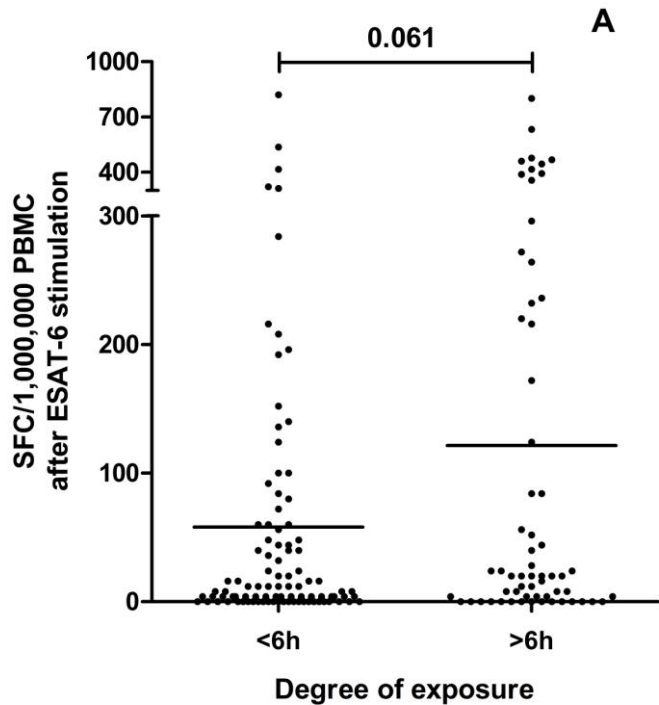 A
0.061
1000
700
400
300
200
100
0
SFC/1,000,000 PBMC
after ESAT-6 stimulation
<6h
>6h
Degree of exposure